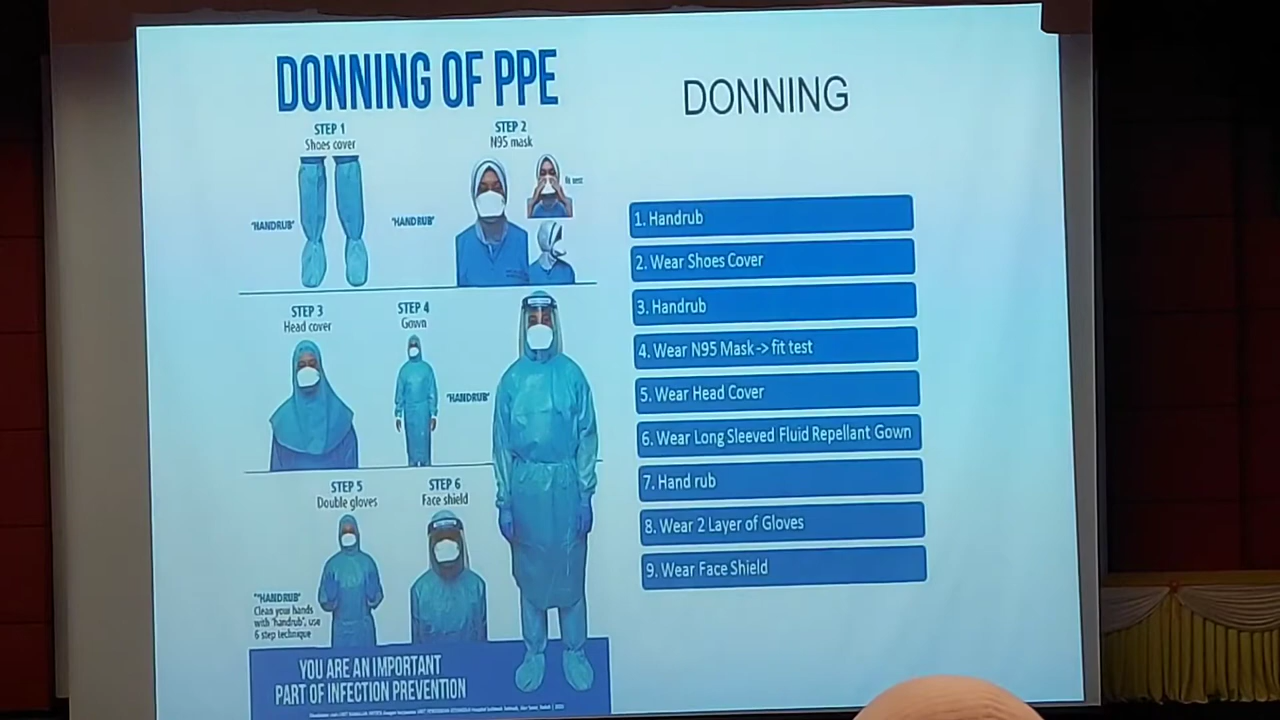 DONNING OF PPE
STEP 1
Shoes cover
"HANDRUB"
STEP 2
N95 mask
"HANDRUB"
fit test
STEP 3
Head cover
STEP 4
Gown
"HANDRUB"
STEP 5
Double gloves
STEP 6
Face shield
"HANDRUB"
Clean your hands
with "handrub", use
6 step technique
YOU ARE AN IMPORTANT
PART OF INFECTION PREVENTION
DONNING
1. Handrub
2. Wear Shoes Cover
3. Handrub
4. Wear N95 Mask -> fit test
5. Wear Head Cover
6. Wear Long Sleeved Fluid Repellant Gown
7. Hand rub
8. Wear 2 Layer of Gloves
9. Wear Face Shield